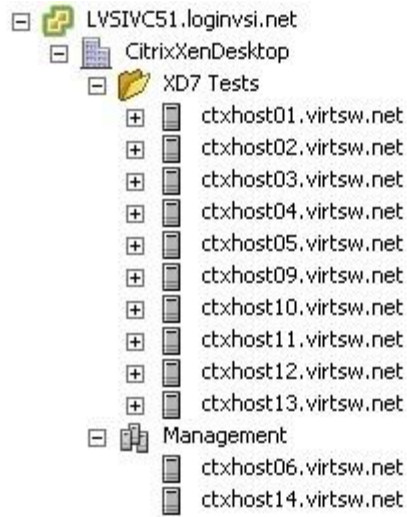 LVSIVC51.loginvsi.net
CitrixXenDesktop
XD7 Tests
ctxhost01.virtsw.net
ctxhost02.virtsw.net
ctxhost03.virtsw.net
ctxhost04.virtsw.net
ctxhost05.virtsw.net
ctxhost09.virtsw.net
ctxhost10.virtsw.net
ctxhost11.virtsw.net
ctxhost12.virtsw.net
ctxhost13.virtsw.net
Management
ctxhost06.virtsw.net
ctxhost14.virtsw.net